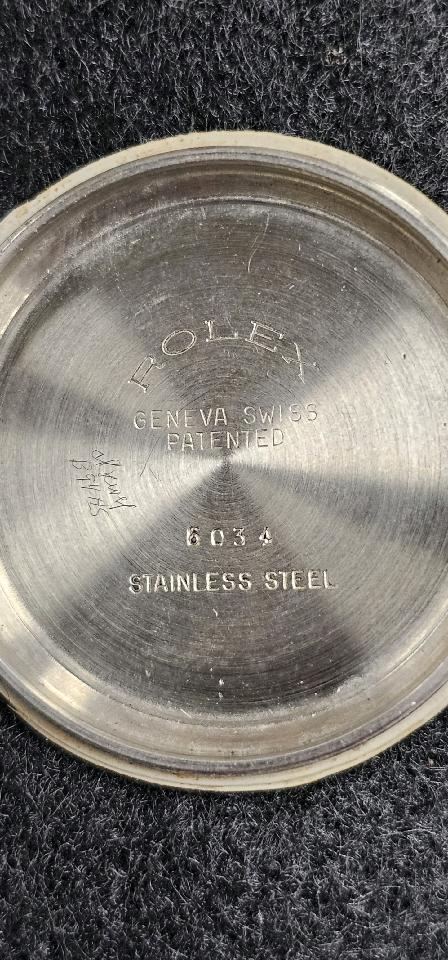 ROLEX
GENEVA SWISS
PATENTED
6034
STAINLESS STEEL